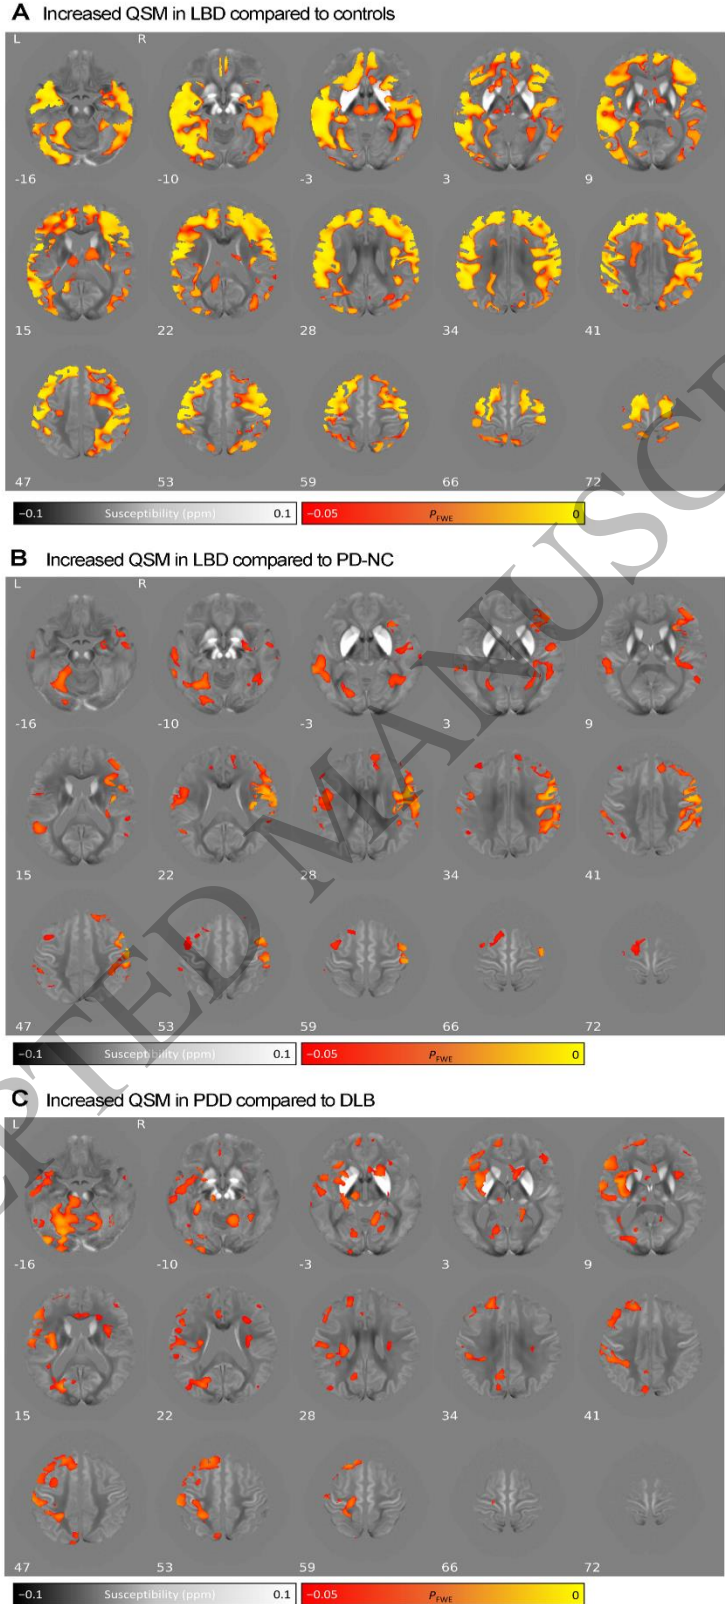 A Increased QSM in LBD compared to controls
L R
-16 -10 -3 3 9
15 22 28 34 41
47 53 59 66 72
−0.1 Susceptibility (ppm) 0.1 −0.05 PFWE 0
B Increased QSM in LBD compared to PD-NC
L R
-16 -10 -3 3 9
15 22 28 34 41
47 53 59 66 72
−0.1 Susceptibility (ppm) 0.1 −0.05 PFWE 0
C Increased QSM in PDD compared to DLB
L R
-16 -10 -3 3 9
15 22 28 34 41
47 53 59 66 72
−0.1 Susceptibility (ppm) 0.1 −0.05 PFWE 0
EPTED MANUSC